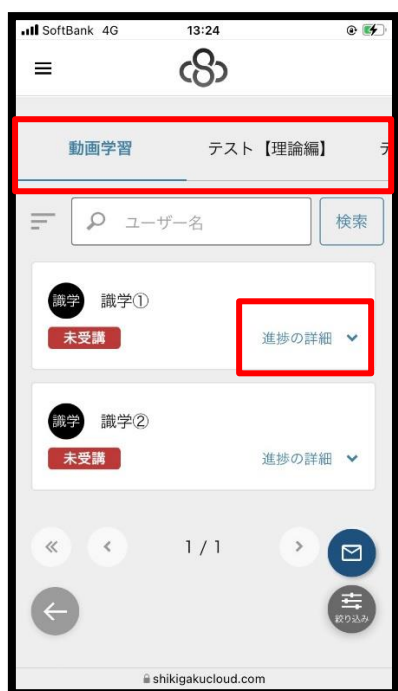 SoftBank 4G 13:24
動画学習 テスト【理論編】 テ
ユーザー名 検索
識学 識学①
未受講 進捗の詳細
識学 識学②
未受講 進捗の詳細
1 / 1
絞り込み
shikigakucloud.com